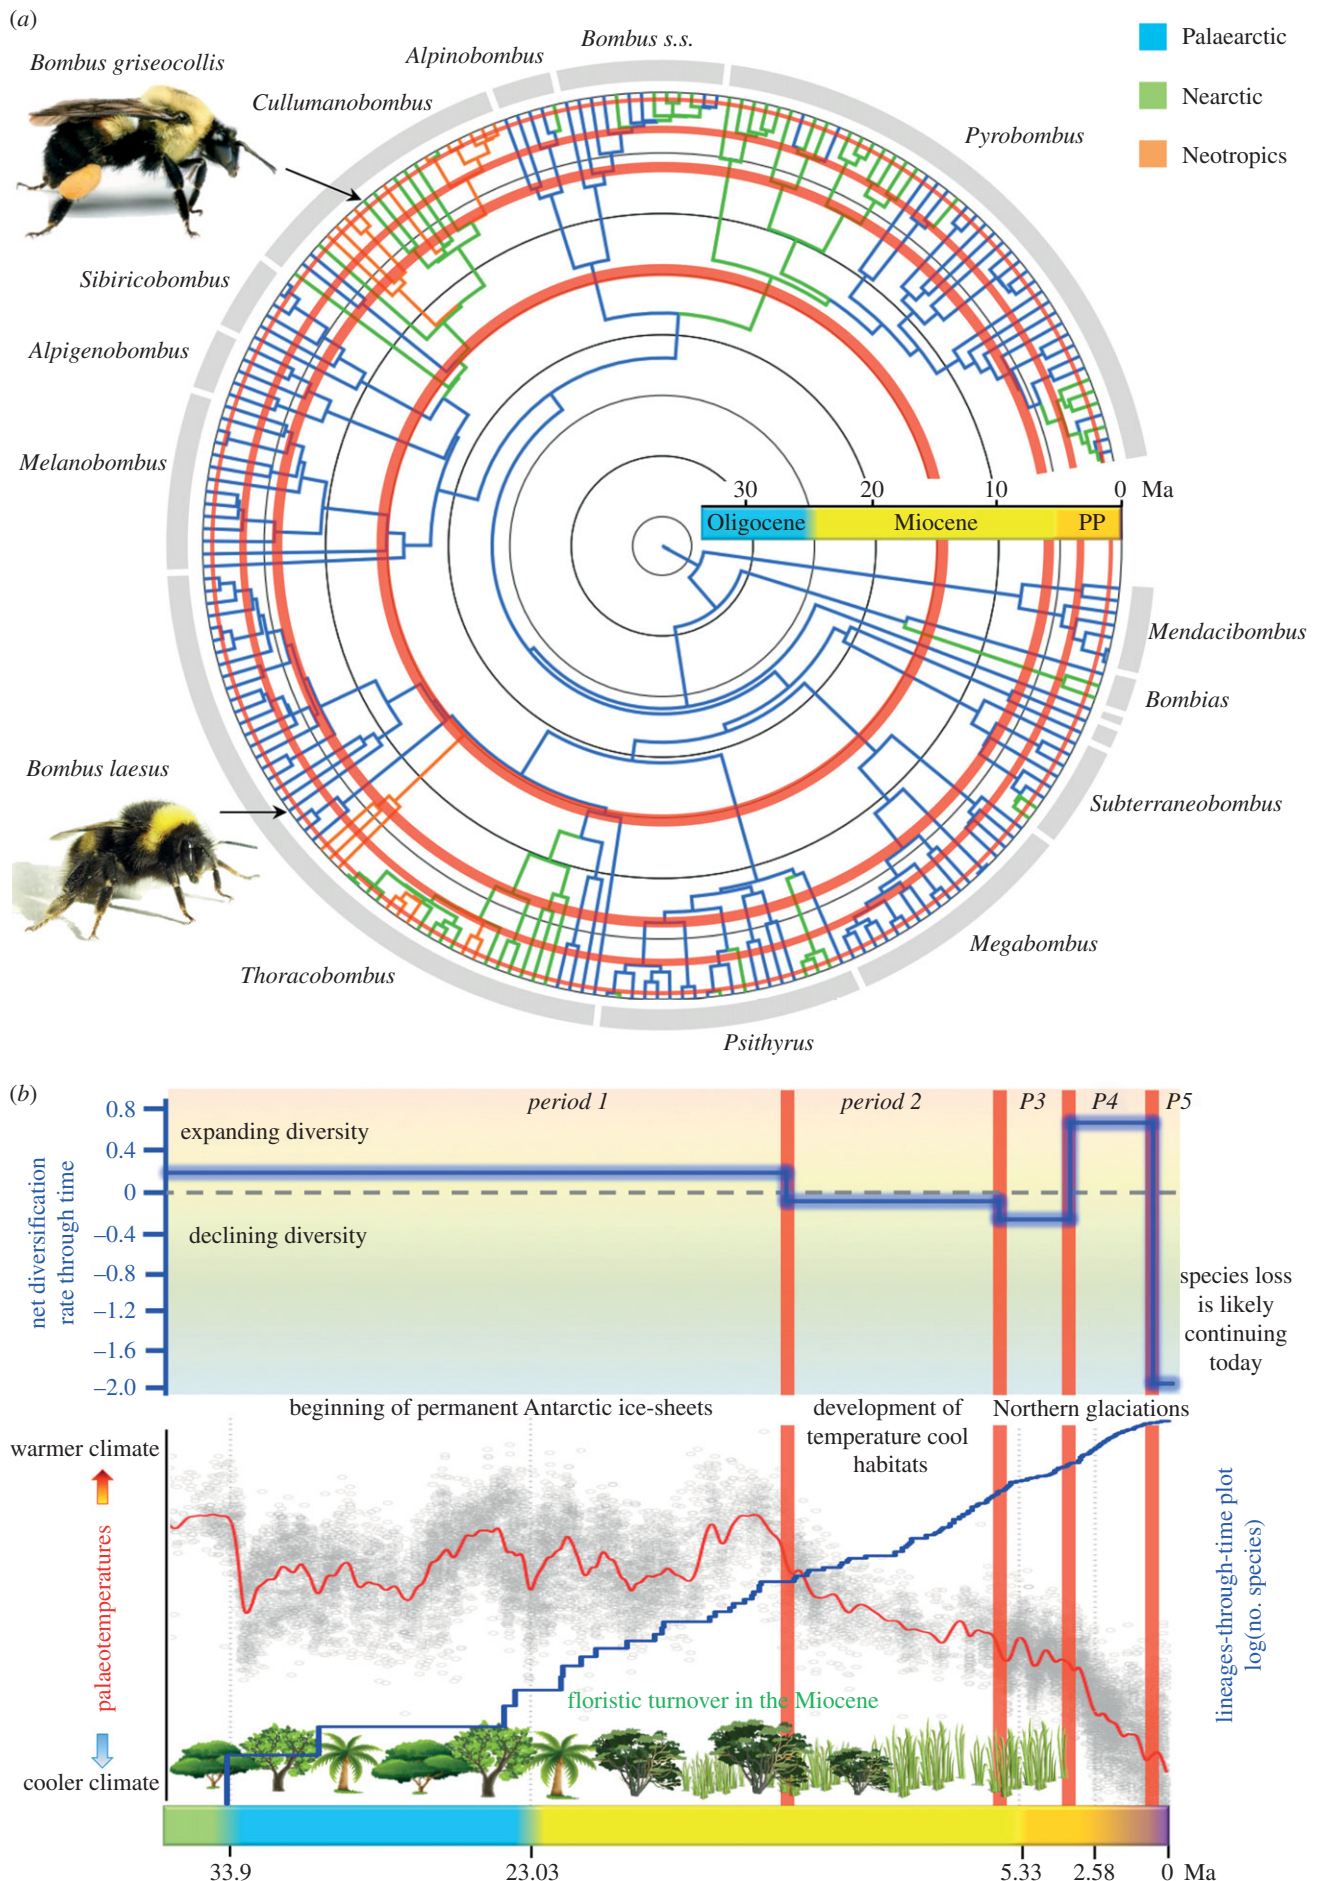 (a)
Bombus griseocollis
Cullumanobombus
Alpinobombus
Bombus s.s.
Pyrobombus
Palaearctic
Nearctic
Neotropics
Sibiricobombus
Alpigenobombus
Melanobombus
30
20
10
0 Ma
Oligocene
Miocene
PP
Mendacibombus
Bombias
Subterraneobombus
Megabombus
Psithyrus
Thoracobombus
Bombus laesus
(b)
period 1
period 2
P3
P4
P5
expanding diversity
declining diversity
0.8
0.4
0
–0.4
–0.8
–1.2
–1.6
–2.0
net diversification
rate through time
species loss
is likely
continuing
today
beginning of permanent Antarctic ice-sheets
development of
temperature cool
habitats
Northern glaciations
warmer climate
palaeotemperatures
cooler climate
floristic turnover in the Miocene
lineages-through-time plot
log(no. species)
33.9
23.03
5.33
2.58
0 Ma